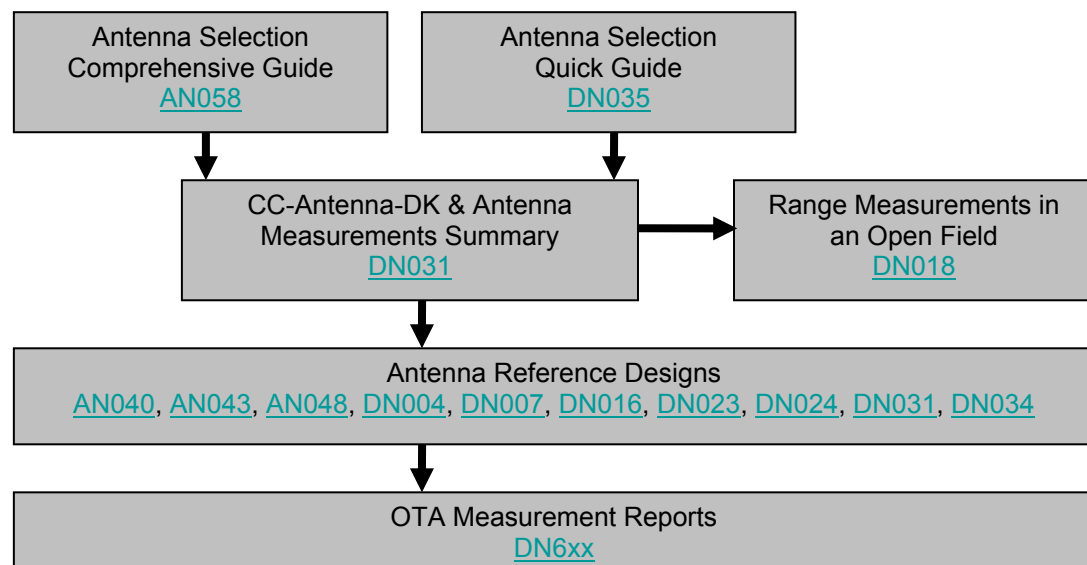 Antenna Selection
Comprehensive Guide
AN058
Antenna Selection
Quick Guide
DN035
CC-Antenna-DK & Antenna
Measurements Summary
DN031
Range Measurements in
an Open Field
DN018
Antenna Reference Designs
AN040, AN043, AN048, DN004, DN007, DN016, DN023, DN024, DN031, DN034
OTA Measurement Reports
DN6xx